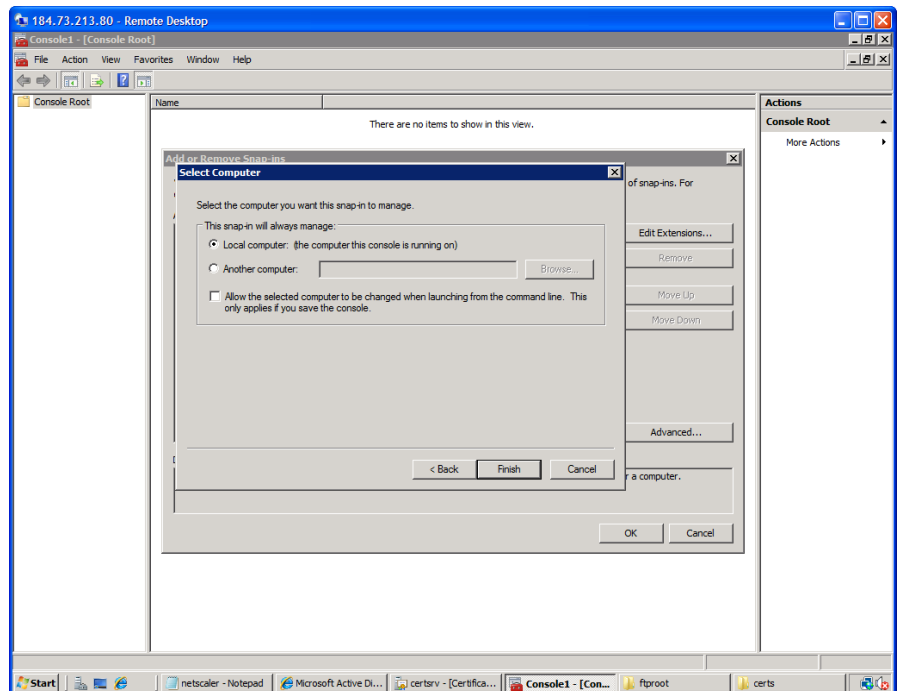 184.73.213.80 - Remote Desktop
Console1 - [Console Root]
File Action View Favorites Window Help
Console Root
Name
There are no items to show in this view.
Actions
Console Root
More Actions
Add or Remove Snap-ins
of snap-ins. For
Select Computer
Select the computer you want this snap-in to manage.
This snap-in will always manage:
Local computer: (the computer this console is running on)
Another computer:
Browse...
Allow the selected computer to be changed when launching from the command line. This
only applies if you save the console.
< Back Finish Cancel
Edit Extensions...
Remove
Move Up
Move Down
Advanced...
a computer.
OK Cancel
Start
netscaler - Notepad
Microsoft Active Di...
certsrv - [Certifica...
Console1 - [Con...
ftproot
certs